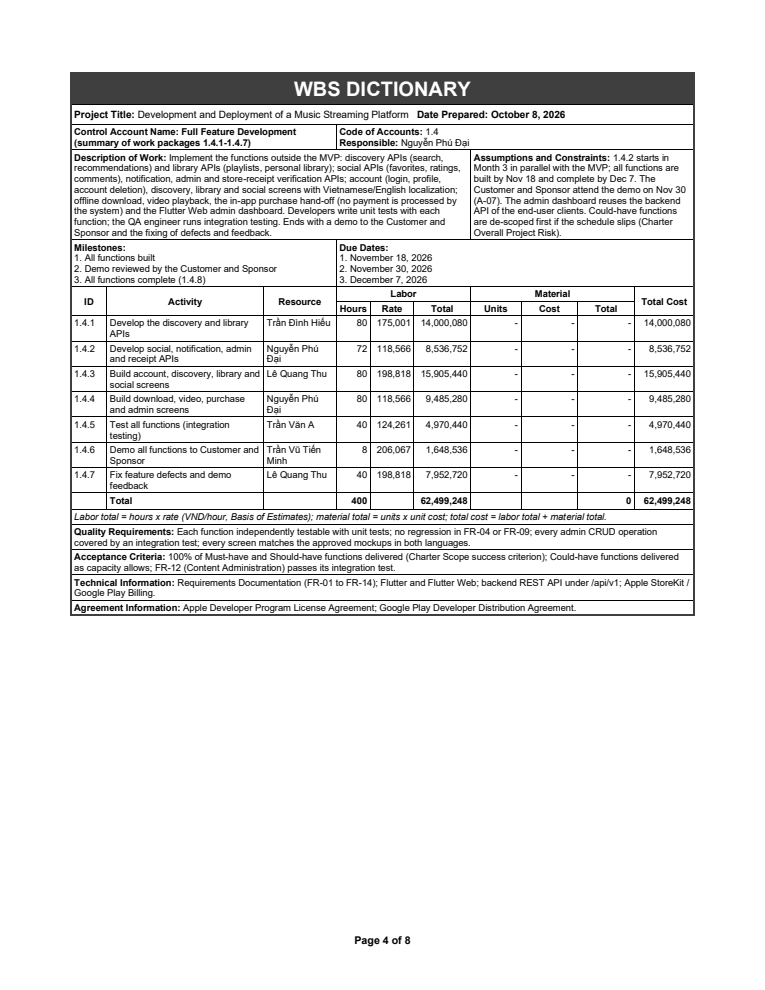 WBS DICTIONARY
Project Title: Development and Deployment of a Music Streaming Platform Date Prepared: October 8, 2026
Control Account Name: Full Feature Development
(summary of work packages 1.4.1-1.4.7)
Code of Accounts: 1.4
Responsible: Nguyễn Phú Đại
Description of Work: Implement the functions outside the MVP: discovery APIs (search,
recommendations) and library APIs (playlists, personal library); social APIs (favorites, ratings,
comments), notification, admin and store-receipt verification APIs; account (login, profile,
account deletion), discovery, library and social screens with Vietnamese/English localization;
offline download, video playback, the in-app purchase hand-off (no payment is processed by
the system) and the Flutter Web admin dashboard. Developers write unit tests with each
function; the QA engineer runs integration testing. Ends with a demo to the Customer and
Sponsor and the fixing of defects and feedback.
Assumptions and Constraints: 1.4.2 starts in
Month 3 in parallel with the MVP; all functions are
built by Nov 18 and complete by Dec 7. The
Customer and Sponsor attend the demo on Nov 30
(A-07). The admin dashboard reuses the backend
API of the end-user clients. Could-have functions
are de-scoped first if the schedule slips (Charter
Overall Project Risk).
Milestones:
1. All functions built
2. Demo reviewed by the Customer and Sponsor
3. All functions complete (1.4.8)
Due Dates:
1. November 18, 2026
2. November 30, 2026
3. December 7, 2026
ID Activity Resource Labor Material Total Cost
Hours Rate Total Units Cost Total
1.4.1 Develop the discovery and library Trần Đình Hiếu 80 175,001 14,000,080 - - - 14,000,080
APIs
1.4.2 Develop social, notification, admin Nguyễn Phú 72 118,566 8,536,752 - - - 8,536,752
and receipt APIs Đại
1.4.3 Build account, discovery, library and Lê Quang Thu 80 198,818 15,905,440 - - - 15,905,440
social screens
1.4.4 Build download, video, purchase Nguyễn Phú 80 118,566 9,485,280 - - - 9,485,280
and admin screens Đại
1.4.5 Test all functions (integration Trần Văn A 40 124,261 4,970,440 - - - 4,970,440
testing)
1.4.6 Demo all functions to Customer and Trần Vũ Tiến 8 206,067 1,648,536 - - - 1,648,536
Sponsor Minh
1.4.7 Fix feature defects and demo Lê Quang Thu 40 198,818 7,952,720 - - - 7,952,720
feedback
Total 400 62,499,248 0 62,499,248
Labor total = hours x rate (VND/hour, Basis of Estimates); material total = units x unit cost; total cost = labor total + material total.
Quality Requirements: Each function independently testable with unit tests; no regression in FR-04 or FR-09; every admin CRUD operation
covered by an integration test; every screen matches the approved mockups in both languages.
Acceptance Criteria: 100% of Must-have and Should-have functions delivered (Charter Scope success criterion); Could-have functions delivered
as capacity allows; FR-12 (Content Administration) passes its integration test.
Technical Information: Requirements Documentation (FR-01 to FR-14); Flutter and Flutter Web; backend REST API under /api/v1; Apple StoreKit /
Google Play Billing.
Agreement Information: Apple Developer Program License Agreement; Google Play Developer Distribution Agreement.
Page 4 of 8